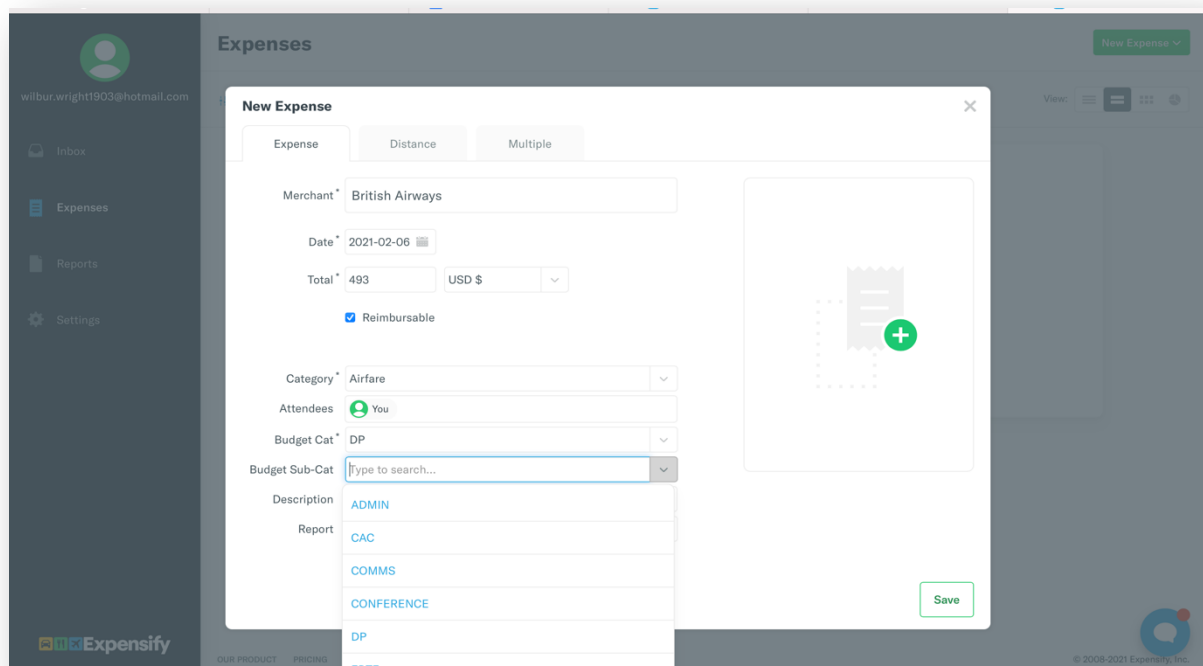 Expenses
New Expense
wilbur.wright1903@hotmail.com
View:
Inbox
Expenses
Reports
Settings
New Expense
Expense Distance Multiple
Merchant* British Airways
Date* 2021-02-06
Total* 493 USD $
Reimbursable
Category* Airfare
Attendees You
Budget Cat* DP
Budget Sub-Cat Type to search...
Description
Report
ADMIN
CAC
COMMS
CONFERENCE
DP
Save
Expensify
OUR PRODUCT PRICING
© 2008-2021 Expensify, Inc.